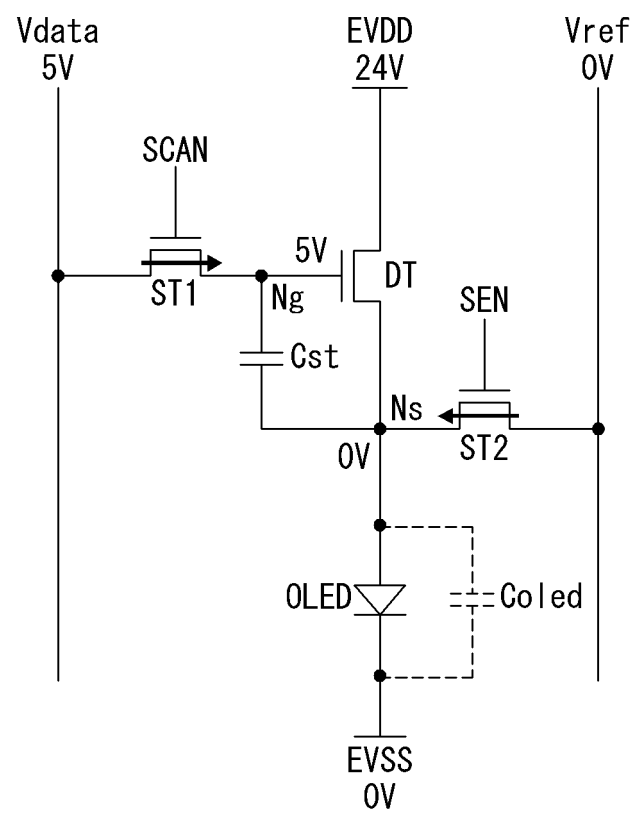 Vdata
5V
EVDD
24V
Vref
0V
SCAN
5V
ST1
Ng
DT
SEN
Cst
Ns
ST2
0V
OLED
Coled
EVSS
0V